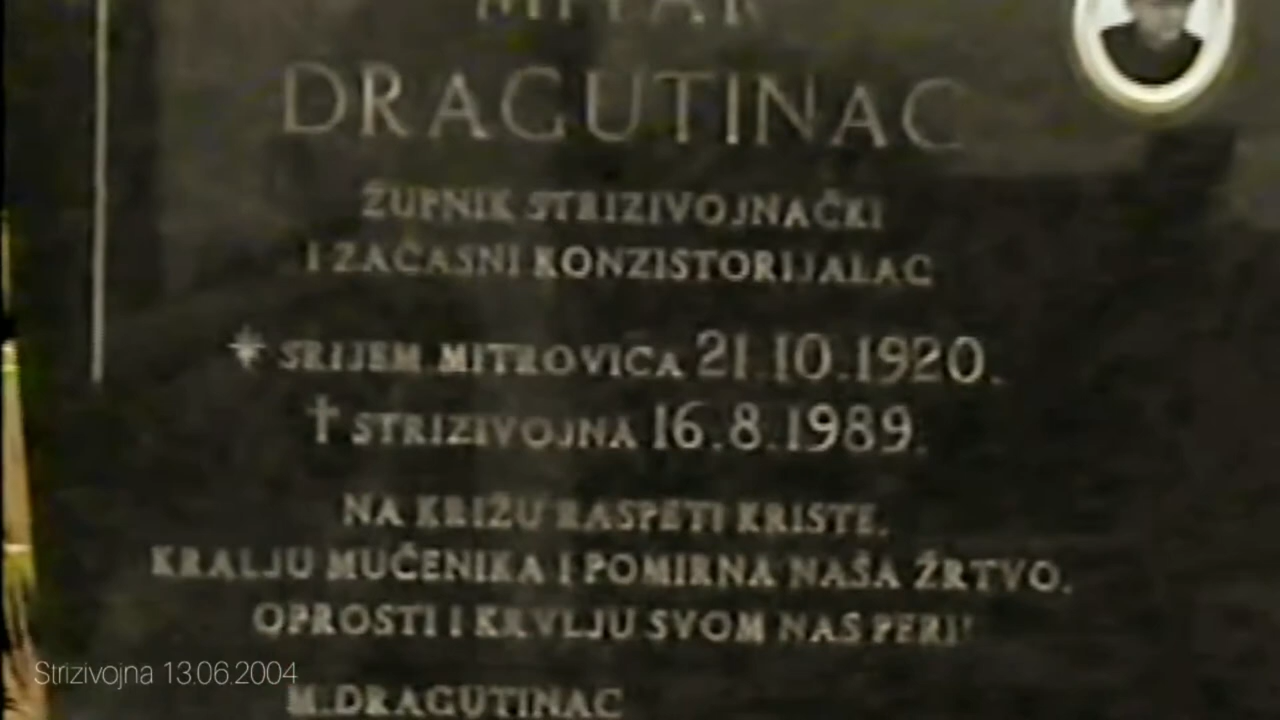 MITAR
DRAGUTINAC
ŽUPNIK STRIZIVOJNAČKI
I ZAČASNI KONZISTORIJALAC
* SRIJEM. MITROVICA 21.10.1920.
† STRIZIVOJNA 16.8.1989.
NA KRIŽU RASPETI KRISTE,
KRALJU MUČENIKA I POMIRNA NAŠA ŽRTVO,
OPROSTI I KRVLJU SVOM NAS PERI!
Strizivojna 13.06.2004
M.DRAGUTINAC